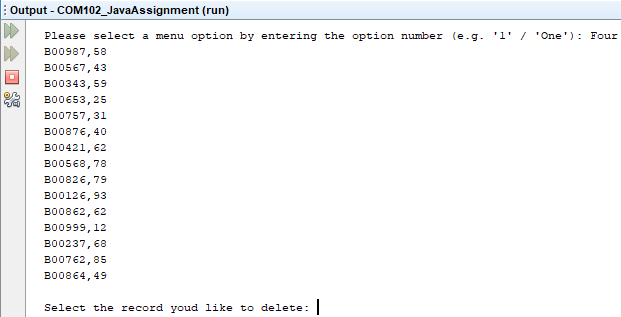 Output - COM102_JavaAssignment (run)
Please select a menu option by entering the option number (e.g. '1' / 'One'): Four
B00987,58
B00567,43
B00343,59
B00653,25
B00757,31
B00876,40
B00421,62
B00568,78
B00826,79
B00126,93
B00862,62
B00999,12
B00237,68
B00762,85
B00864,49
Select the record youd like to delete: